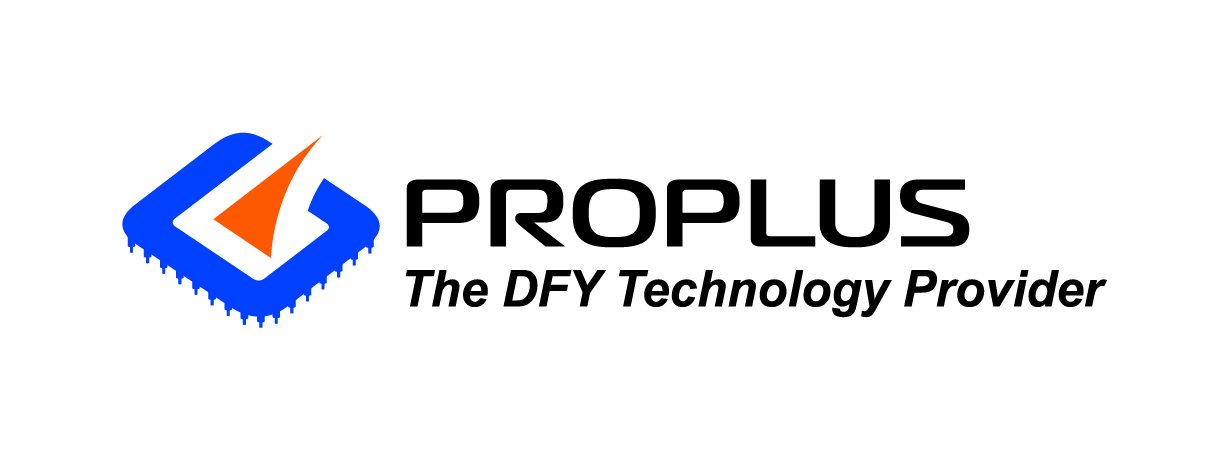 PROPLUS
The DFY Technology Provider